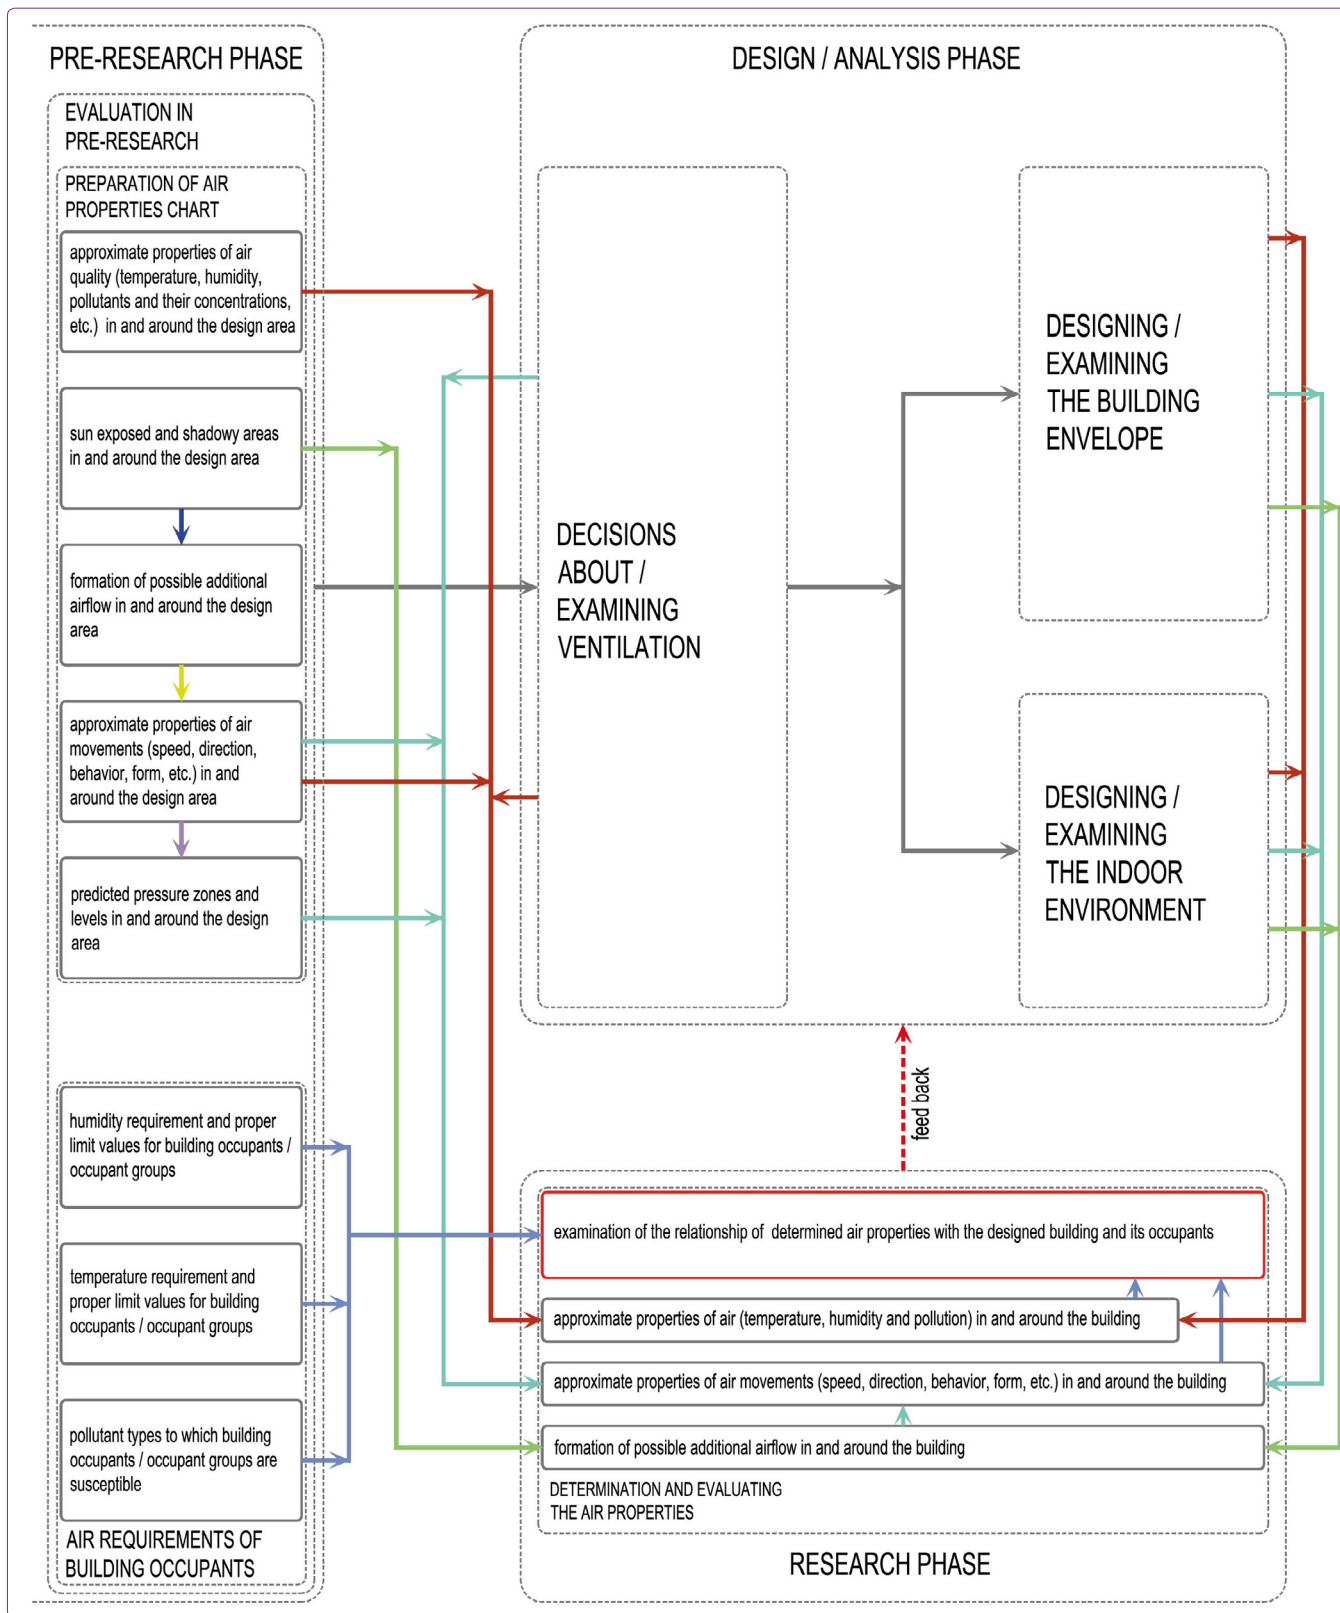 PRE-RESEARCH PHASE
EVALUATION IN
PRE-RESEARCH
PREPARATION OF AIR
PROPERTIES CHART
approximate properties of air
quality (temperature, humidity,
pollutants and their concentrations,
etc.) in and around the design area
sun exposed and shadowy areas
in and around the design area
formation of possible additional
airflow in and around the design
area
approximate properties of air
movements (speed, direction,
behavior, form, etc.) in and
around the design area
predicted pressure zones and
levels in and around the design
area
humidity requirement and proper
limit values for building occupants /
occupant groups
temperature requirement and
proper limit values for building
occupants / occupant groups
pollutant types to which building
occupants / occupant groups are
susceptible
AIR REQUIREMENTS OF
BUILDING OCCUPANTS
DESIGN / ANALYSIS PHASE
DECISIONS
ABOUT /
EXAMINING
VENTILATION
DESIGNING /
EXAMINING
THE BUILDING
ENVELOPE
DESIGNING /
EXAMINING
THE INDOOR
ENVIRONMENT
feed back
examination of the relationship of determined air properties with the designed building and its occupants
approximate properties of air (temperature, humidity and pollution) in and around the building
approximate properties of air movements (speed, direction, behavior, form, etc.) in and around the building
formation of possible additional airflow in and around the building
DETERMINATION AND EVALUATING
THE AIR PROPERTIES
RESEARCH PHASE